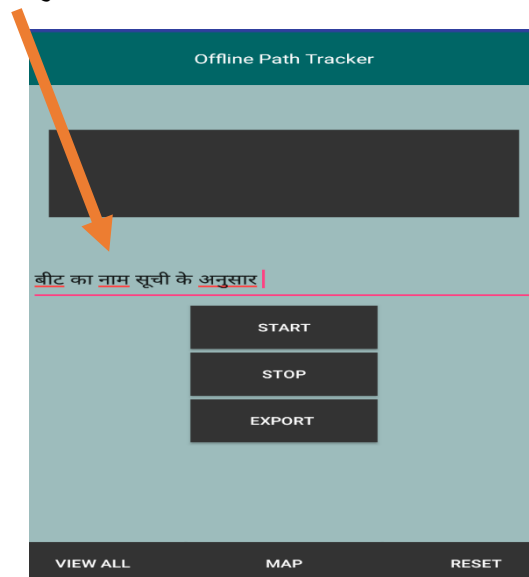 Offline Path Tracker
बीट का नाम सूची के अनुसार
START
STOP
EXPORT
VIEW ALL MAP RESET